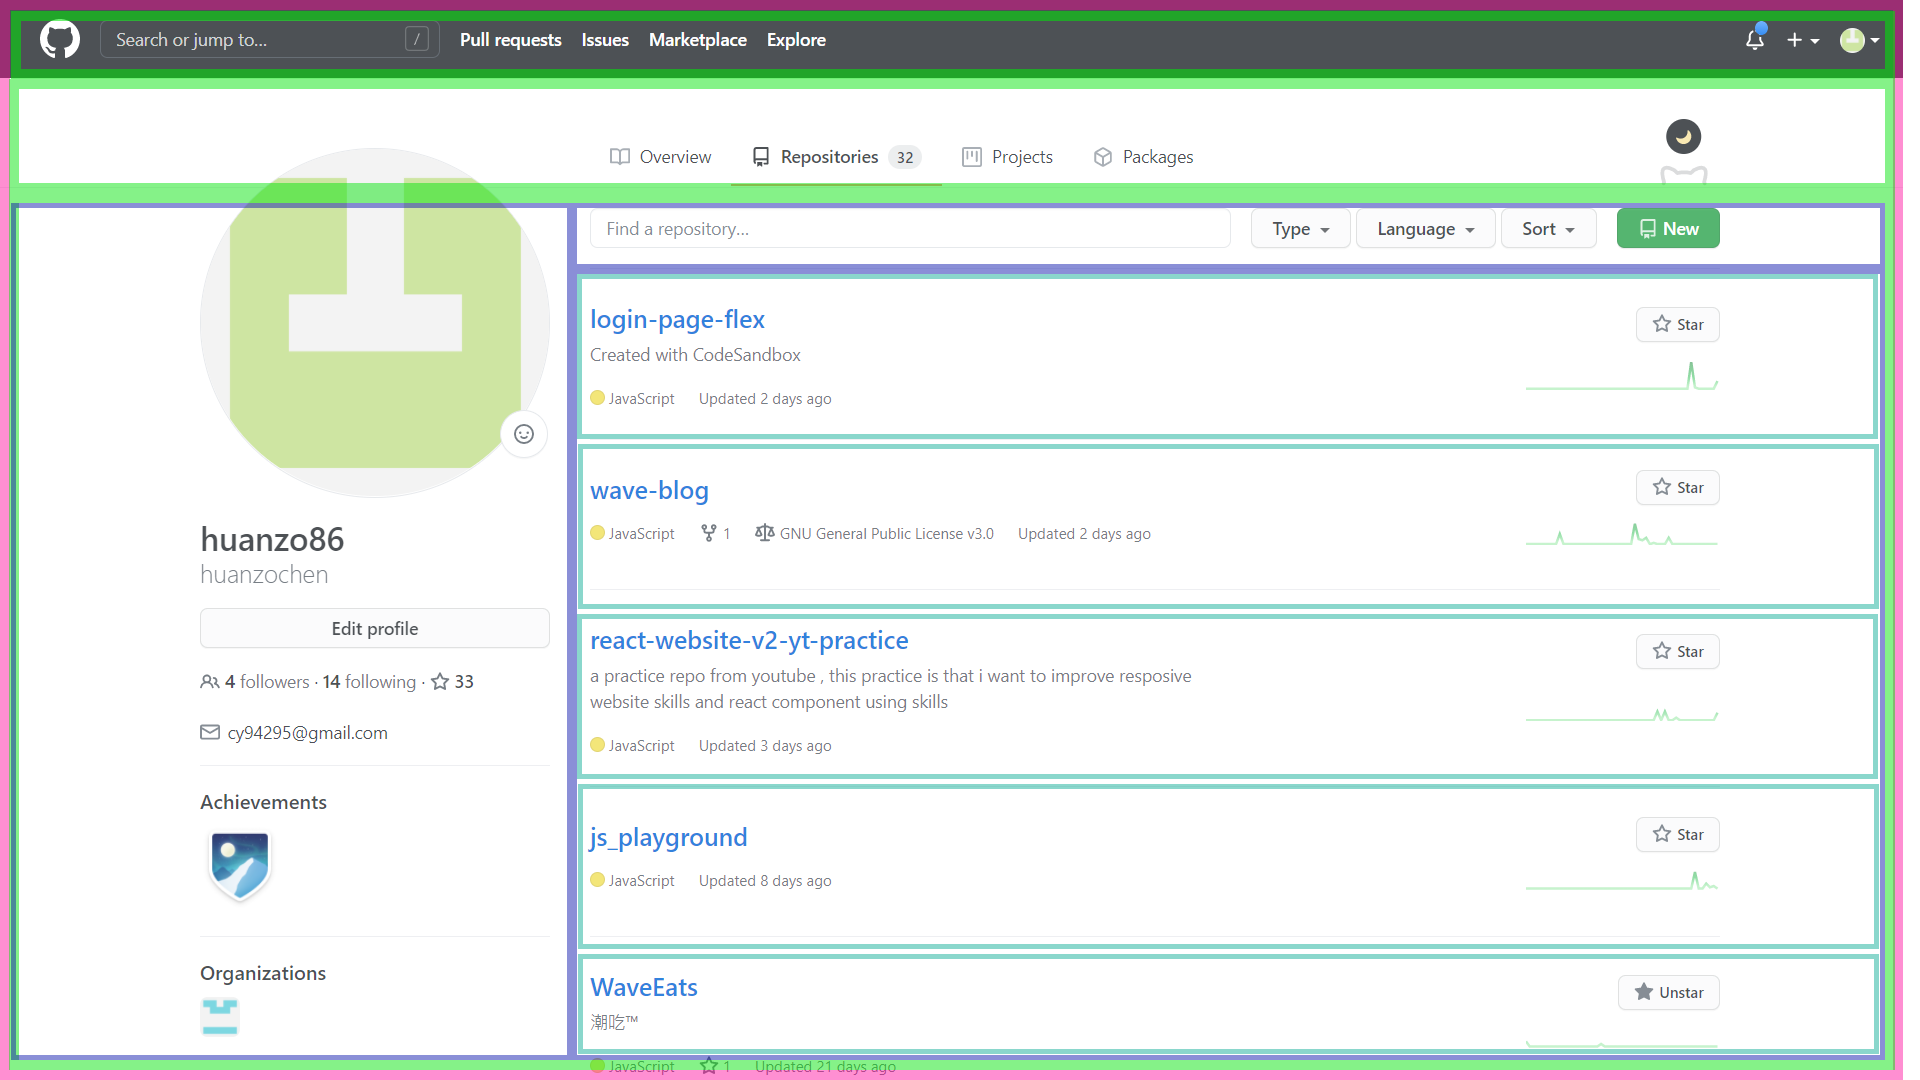 Search or jump to... / Pull requests Issues Marketplace Explore
Overview Repositories 32 Projects Packages
huanzo86
huanzochen
Edit profile
4 followers · 14 following · 33
cy94295@gmail.com
Achievements
Organizations
Find a repository... Type Language Sort New
login-page-flex Star
Created with CodeSandbox
JavaScript Updated 2 days ago
wave-blog Star
JavaScript 1 GNU General Public License v3.0 Updated 2 days ago
react-website-v2-yt-practice Star
a practice repo from youtube , this practice is that i want to improve resposive
website skills and react component using skills
JavaScript Updated 3 days ago
js_playground Star
JavaScript Updated 8 days ago
WaveEats Unstar
潮吃™
JavaScript 1 Updated 21 days ago